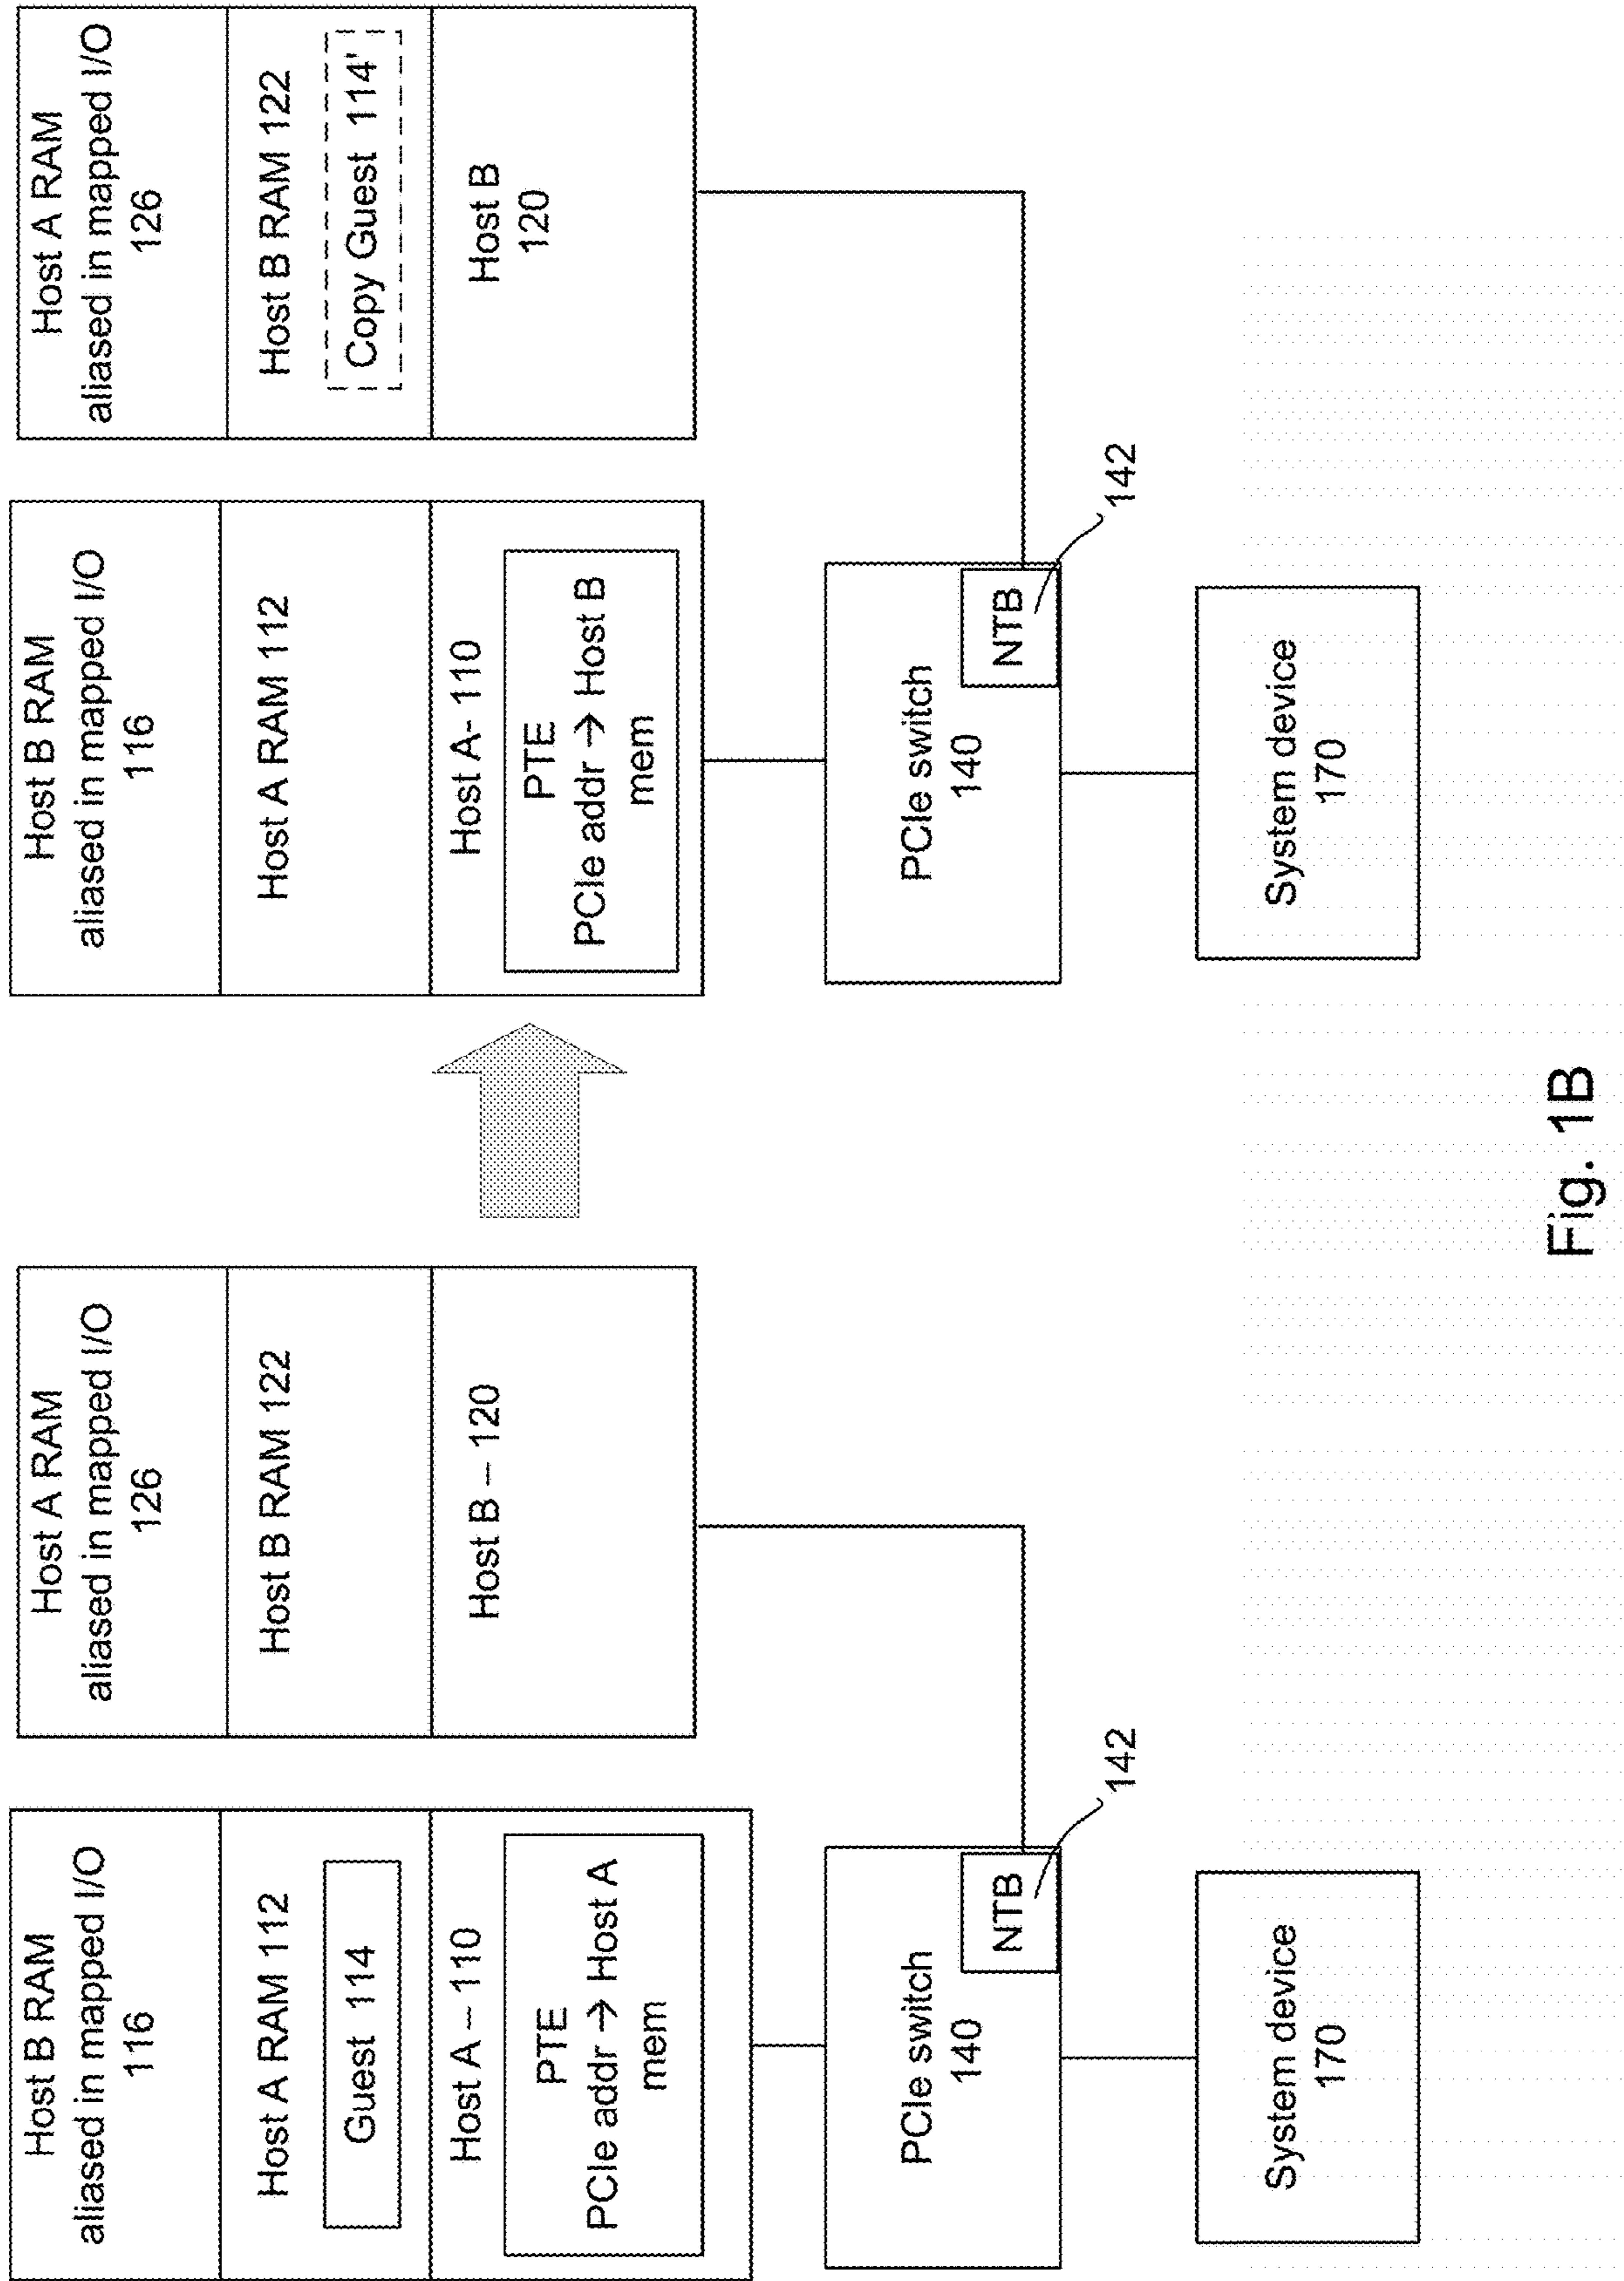 Host B RAM
aliased in mapped I/O
116
Host A RAM 112
Guest 114
Host A – 110
PTE
PCIe addr → Host A
mem
PCIe switch
140
NTB
142
System device
170
Host A RAM
aliased in mapped I/O
126
Host B RAM 122
Host B – 120
Host B RAM
aliased in mapped I/O
116
Host A RAM 112
Host A- 110
PTE
PCIe addr → Host B
mem
PCIe switch
140
NTB
142
System device
170
Host A RAM
aliased in mapped I/O
126
Host B RAM 122
Copy Guest 114'
Host B
120
Fig. 1B